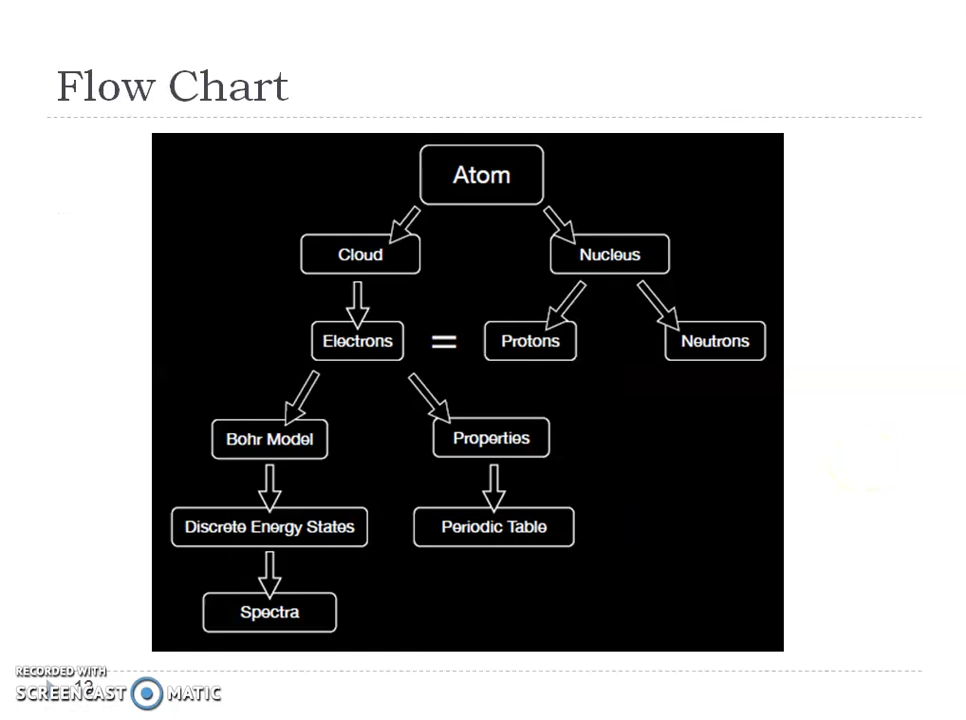 Flow Chart
Atom
Cloud
Nucleus
Electrons
=
Protons
Neutrons
Bohr Model
Properties
Discrete Energy States
Periodic Table
Spectra
RECORDED WITH
13
SCREENCAST MATIC